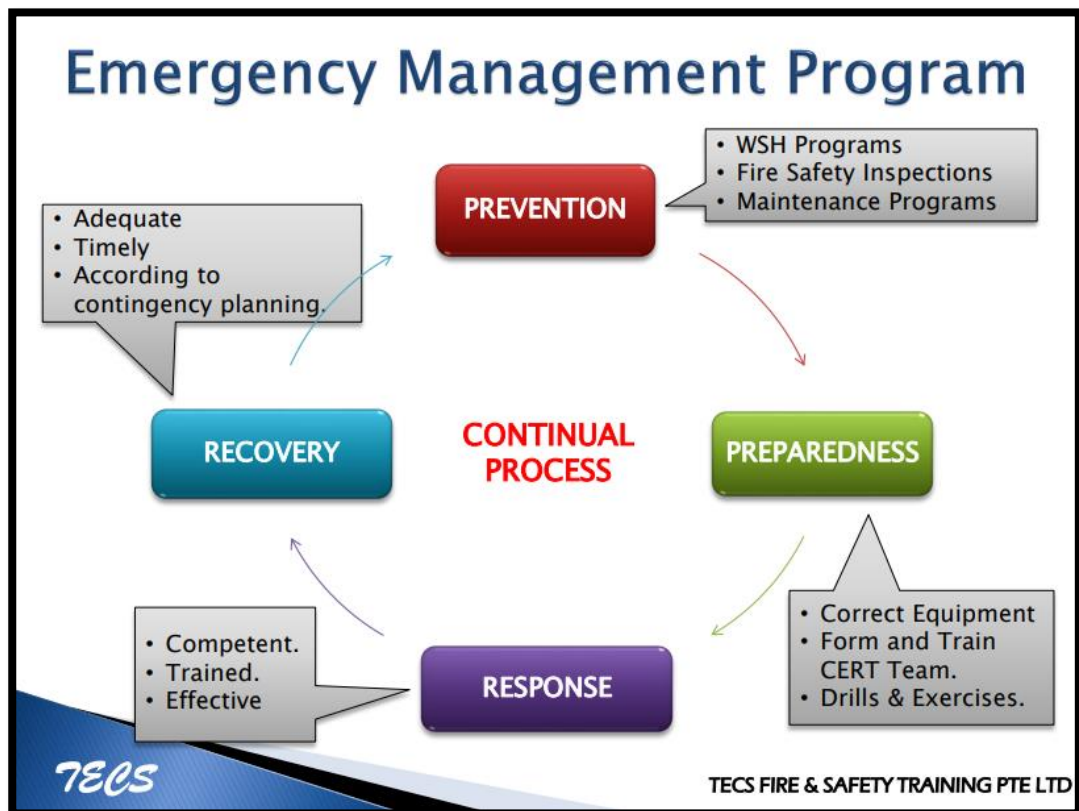 Emergency Management Program
PREVENTION
• WSH Programs
• Fire Safety Inspections
• Maintenance Programs
• Adequate
• Timely
• According to
contingency planning.
RECOVERY
CONTINUAL
PROCESS
PREPAREDNESS
• Correct Equipment
• Form and Train
CERT Team.
• Drills & Exercises.
• Competent.
• Trained.
• Effective
RESPONSE
TECS
TECS FIRE & SAFETY TRAINING PTE LTD